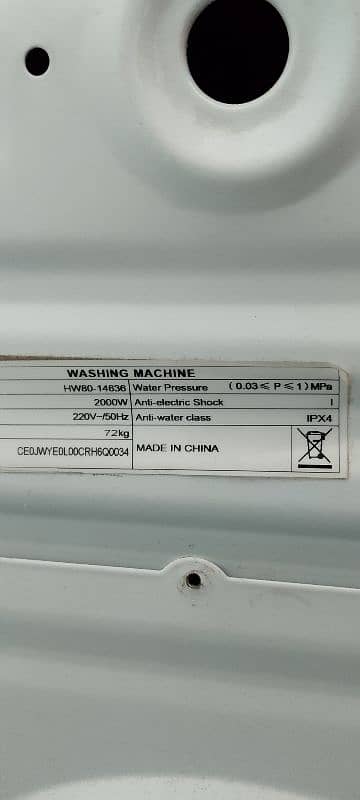 WASHING MACHINE
HW80-14636 Water Pressure (0.03≤P≤1)MPa
2000W Anti-electric Shock I
220V~/50Hz Anti-water class IPX4
72kg
CE0JWYE0L00CRH6Q0034 MADE IN CHINA